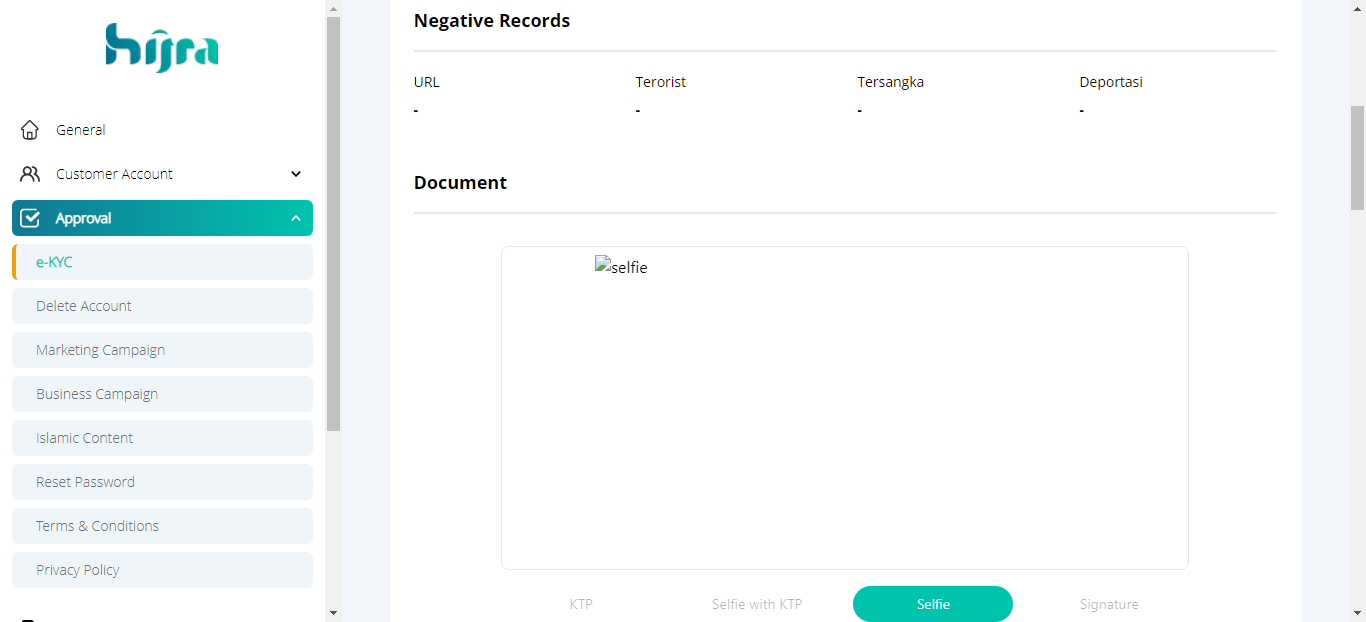 hijra
General
Customer Account
Approval
e-KYC
Delete Account
Marketing Campaign
Business Campaign
Islamic Content
Reset Password
Terms & Conditions
Privacy Policy
Negative Records
URL Terorist Tersangka Deportasi
- - - -
Document
selfie
KTP Selfie with KTP Selfie Signature